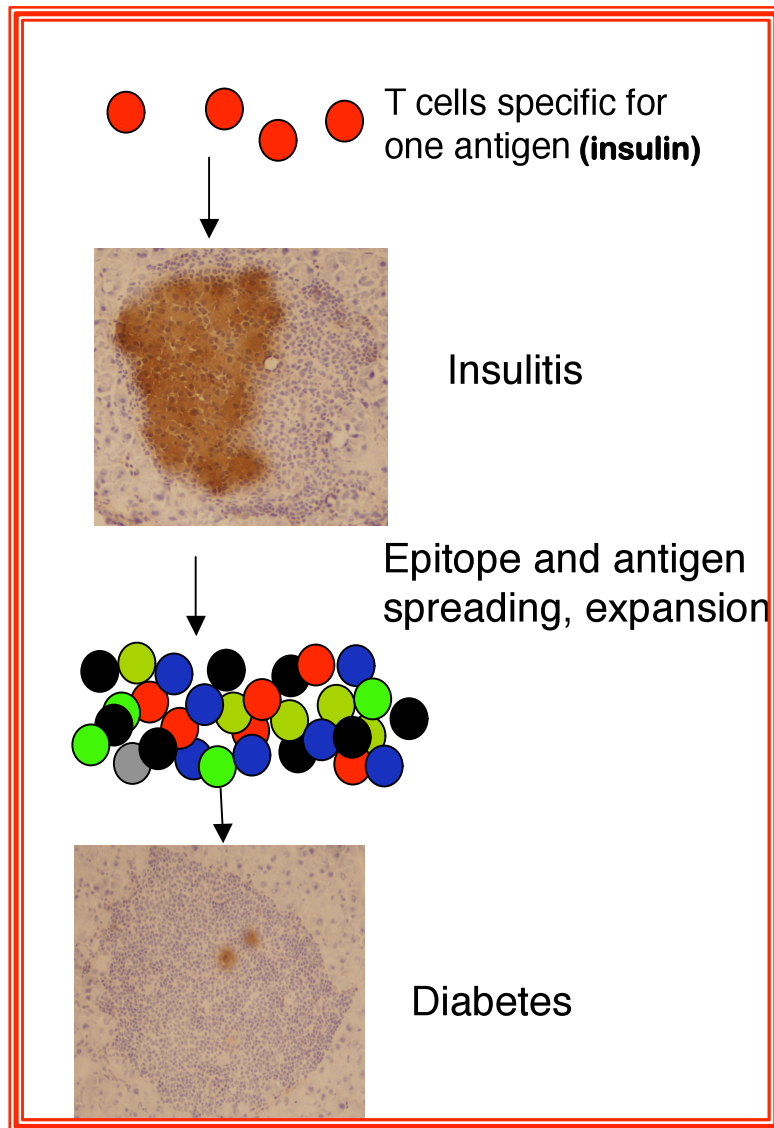 T cells specific for
one antigen (insulin)
Insulitis
Epitope and antigen
spreading, expansion
Diabetes